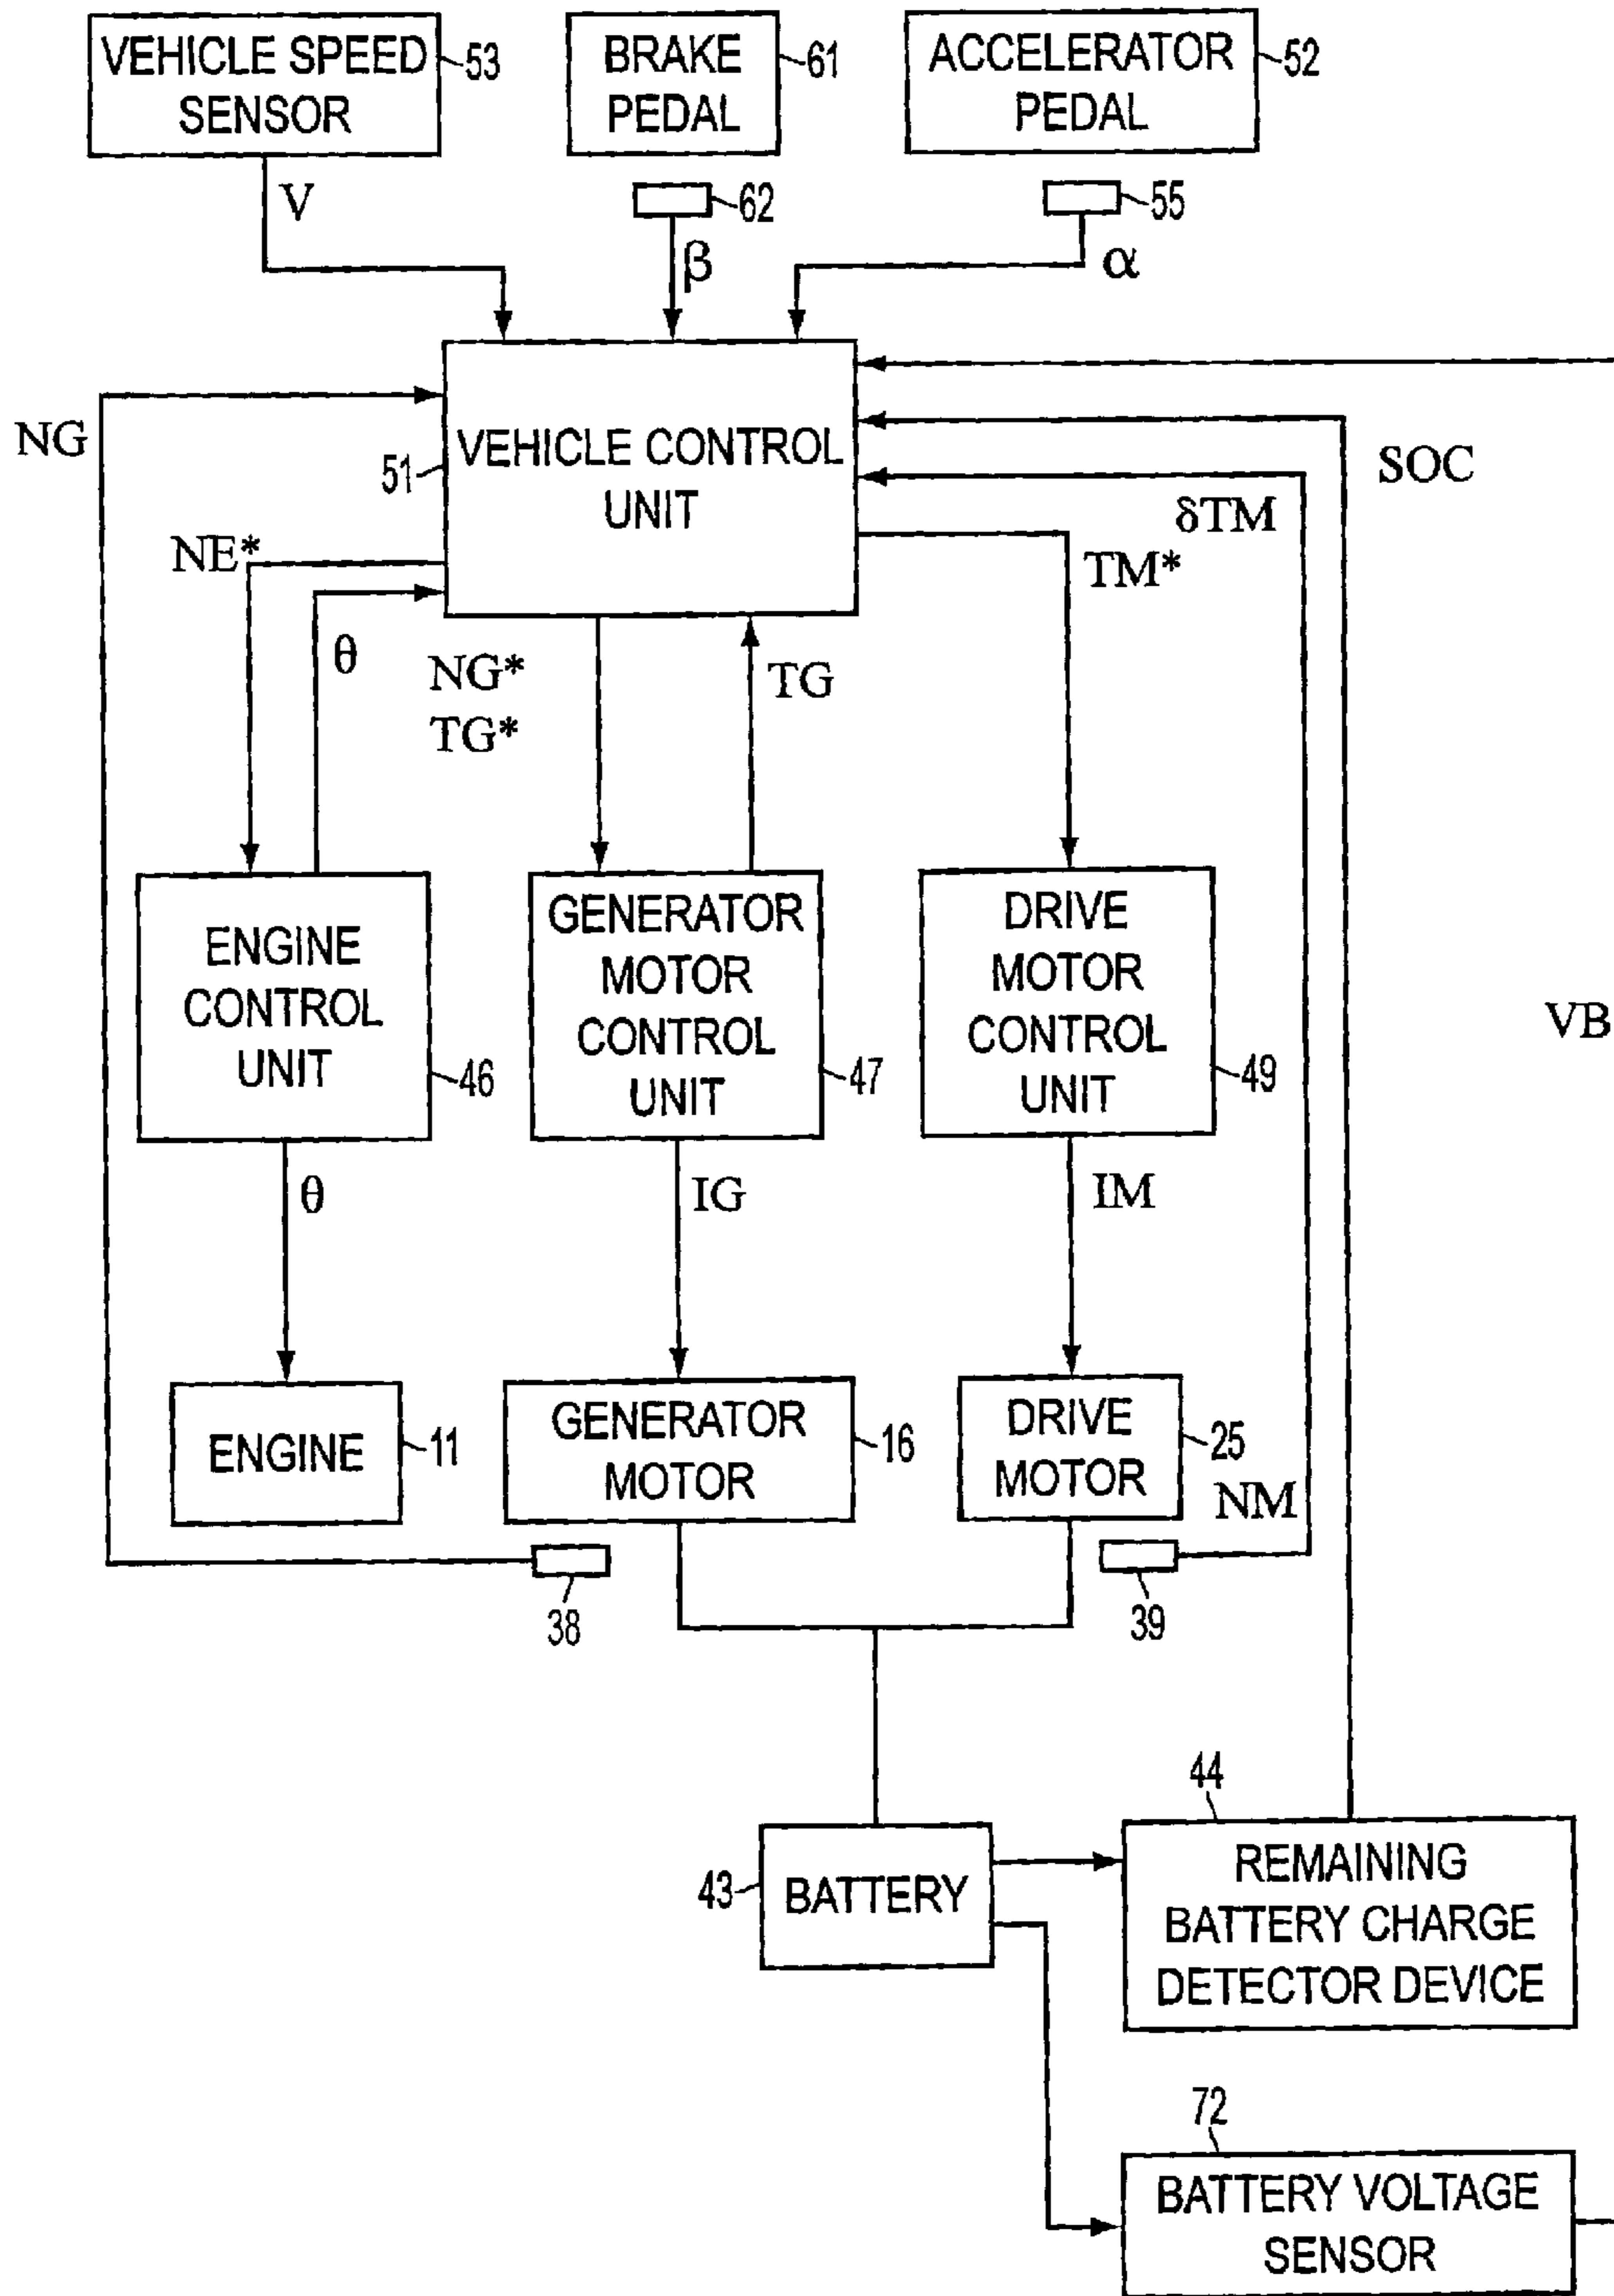 VEHICLE SPEED
SENSOR
53
BRAKE
PEDAL
61
ACCELERATOR
PEDAL
52
V
62
β
55
α
NG
51
VEHICLE CONTROL
UNIT
SOC
δTM
NE*
TM*
θ
NG*
TG*
TG
ENGINE
CONTROL
UNIT
46
GENERATOR
MOTOR
CONTROL
UNIT
47
DRIVE
MOTOR
CONTROL
UNIT
49
VB
θ
IG
IM
ENGINE
11
GENERATOR
MOTOR
16
DRIVE
MOTOR
25
NM
38
39
44
43
BATTERY
REMAINING
BATTERY CHARGE
DETECTOR DEVICE
72
BATTERY VOLTAGE
SENSOR